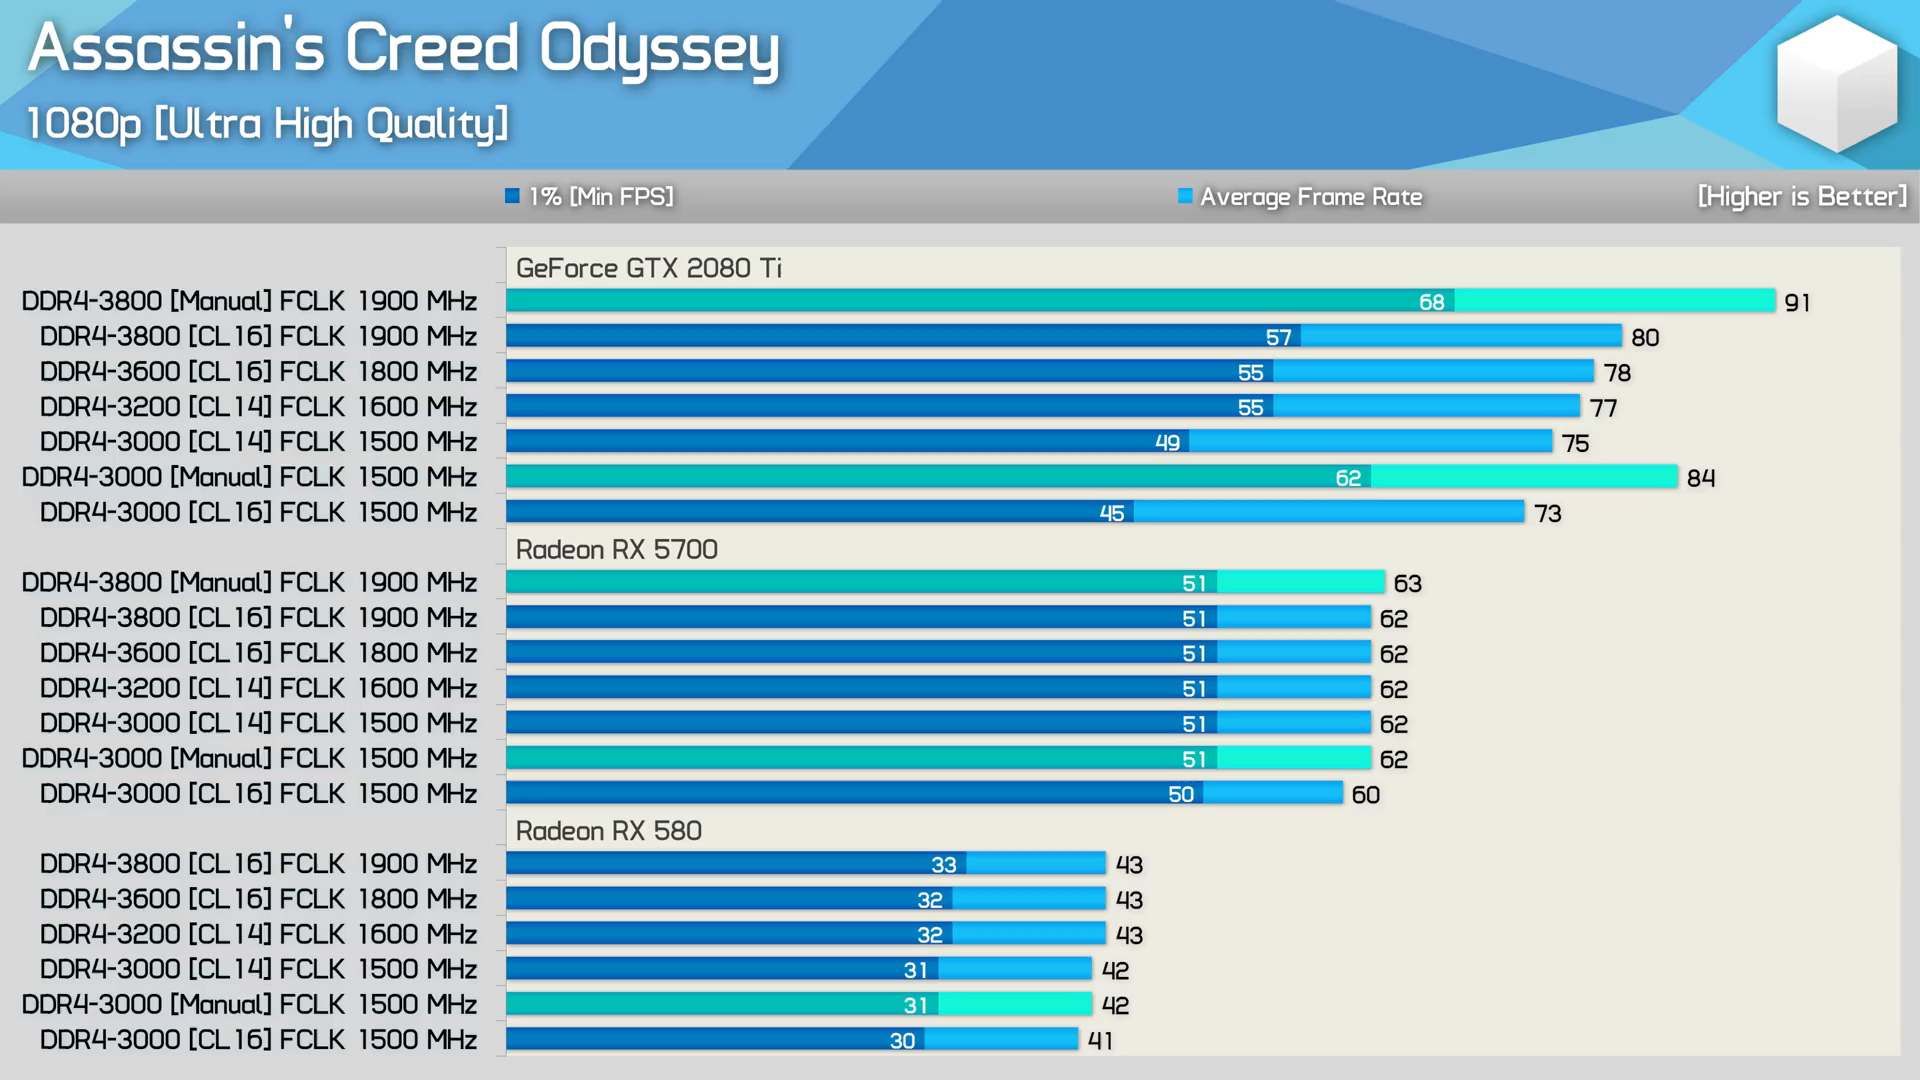 Assassin's Creed Odyssey
1080p [Ultra High Quality]
1% [Min FPS] Average Frame Rate [Higher is Better]
GeForce GTX 2080 Ti
DDR4-3800 [Manual] FCLK 1900 MHz 68 91
DDR4-3800 [CL16] FCLK 1900 MHz 57 80
DDR4-3600 [CL16] FCLK 1800 MHz 55 78
DDR4-3200 [CL14] FCLK 1600 MHz 55 77
DDR4-3000 [CL14] FCLK 1500 MHz 49 75
DDR4-3000 [Manual] FCLK 1500 MHz 62 84
DDR4-3000 [CL16] FCLK 1500 MHz 45 73
Radeon RX 5700
DDR4-3800 [Manual] FCLK 1900 MHz 51 63
DDR4-3800 [CL16] FCLK 1900 MHz 51 62
DDR4-3600 [CL16] FCLK 1800 MHz 51 62
DDR4-3200 [CL14] FCLK 1600 MHz 51 62
DDR4-3000 [CL14] FCLK 1500 MHz 51 62
DDR4-3000 [Manual] FCLK 1500 MHz 51 62
DDR4-3000 [CL16] FCLK 1500 MHz 50 60
Radeon RX 580
DDR4-3800 [CL16] FCLK 1900 MHz 33 43
DDR4-3600 [CL16] FCLK 1800 MHz 32 43
DDR4-3200 [CL14] FCLK 1600 MHz 32 43
DDR4-3000 [CL14] FCLK 1500 MHz 31 42
DDR4-3000 [Manual] FCLK 1500 MHz 31 42
DDR4-3000 [CL16] FCLK 1500 MHz 30 41